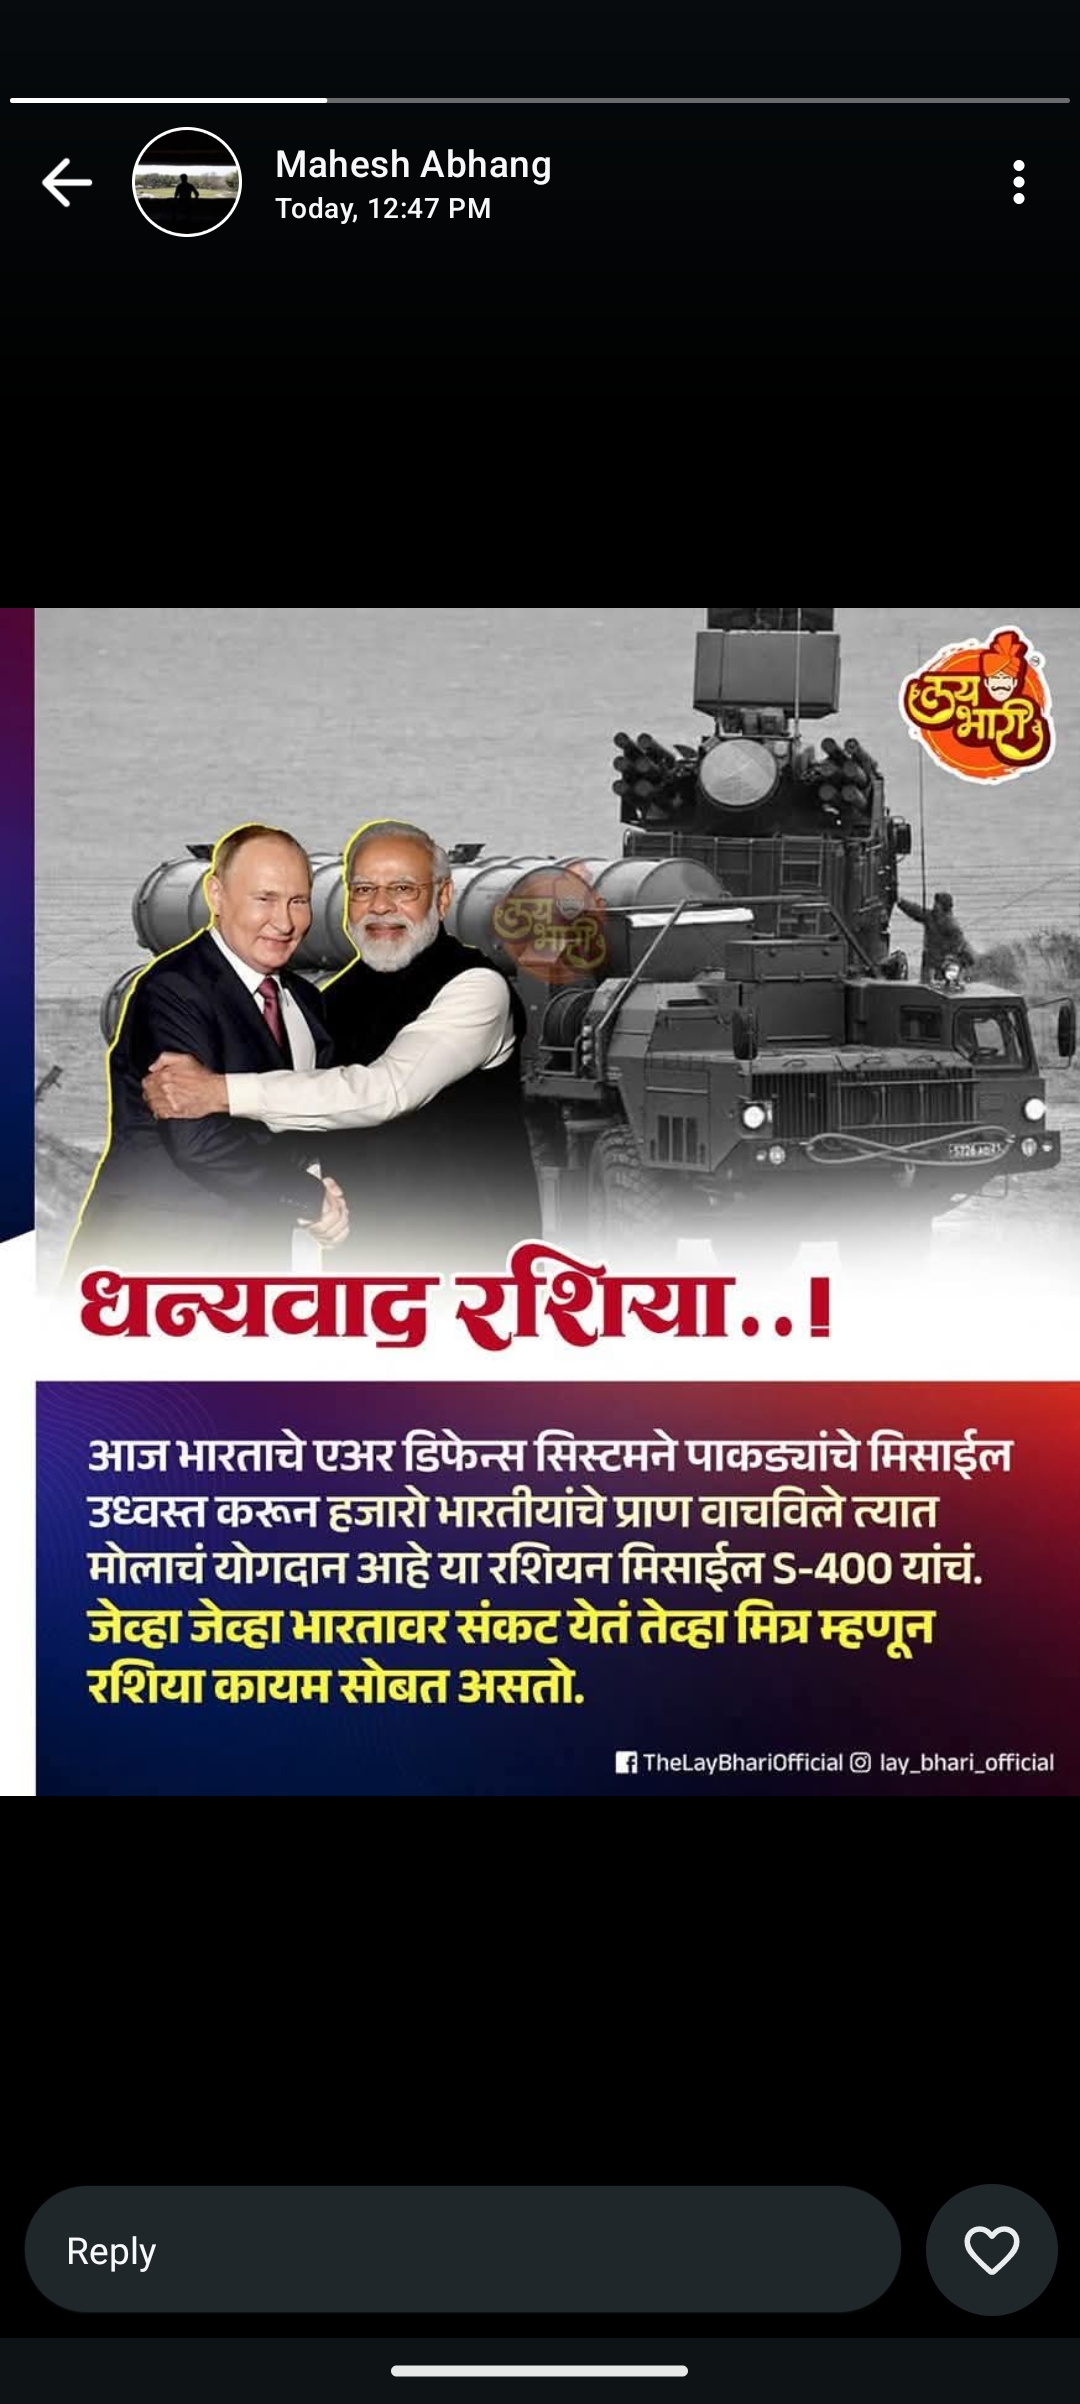 Mahesh Abhang
Today, 12:47 PM
लय
भारी
लय
भारी
धन्यवाद रशिया..!
आज भारताचे एअर डिफेन्स सिस्टमने पाकड्यांचे मिसाईल
उध्वस्त करून हजारो भारतीयांचे प्राण वाचविले त्यात
मोलाचं योगदान आहे या रशियन मिसाईल S-400 यांचं.
जेव्हा जेव्हा भारतावर संकट येतं तेव्हा मित्र म्हणून
रशिया कायम सोबत असतो.
TheLayBhariOfficial lay_bhari_official
Reply